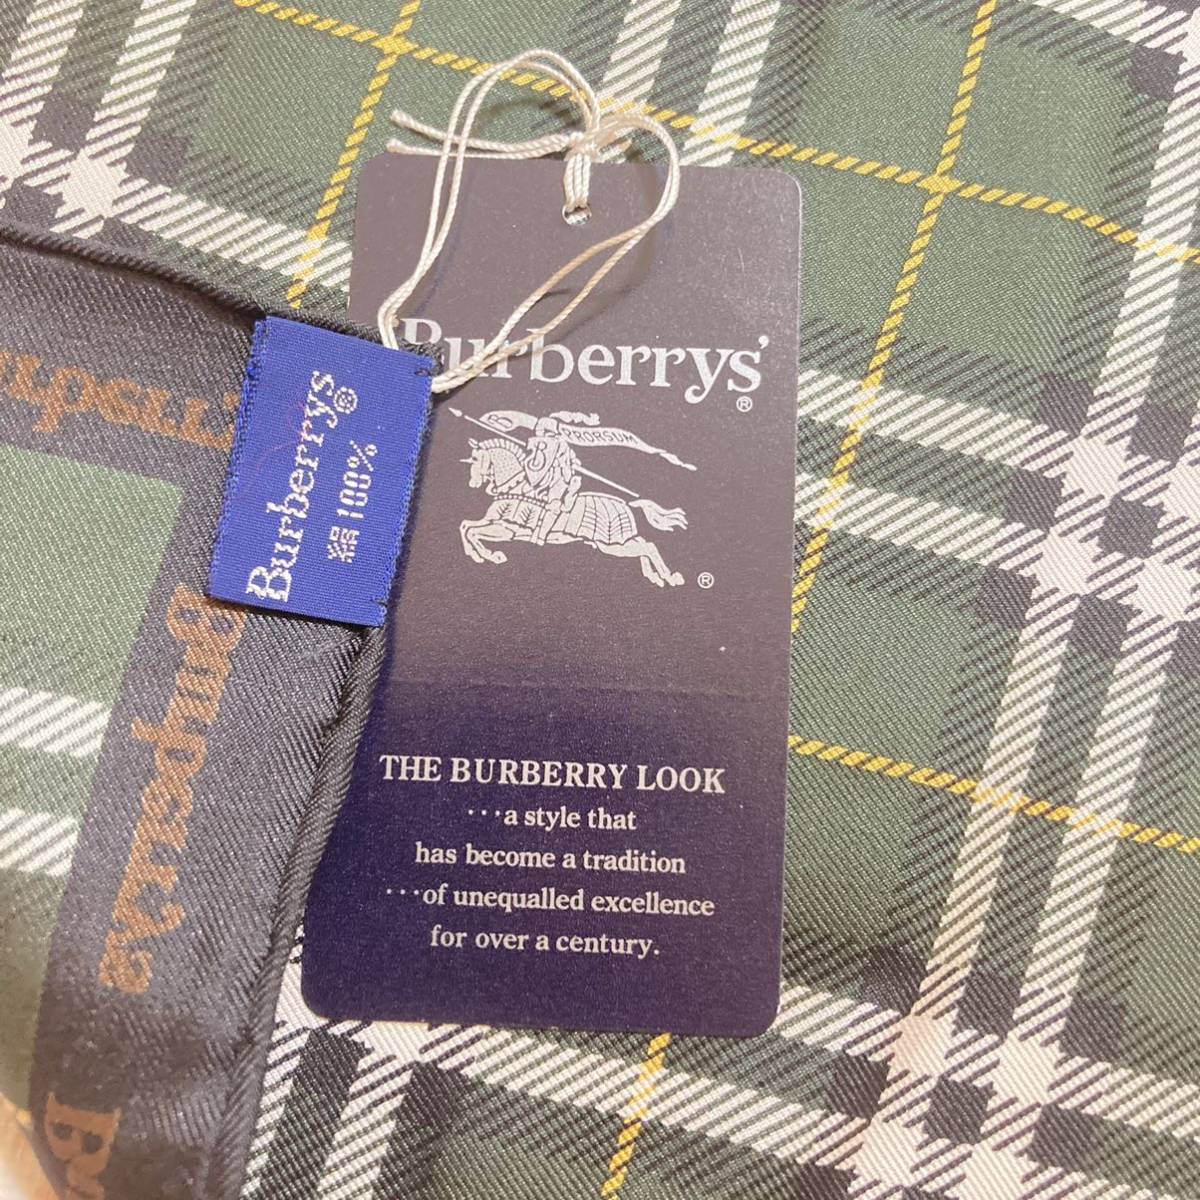 Burberrys'
®
PRORSUM
®
THE BURBERRY LOOK
···a style that
has become a tradition
···of unequalled excellence
for over a century.
Burberrys®
絹100%
Burberrys